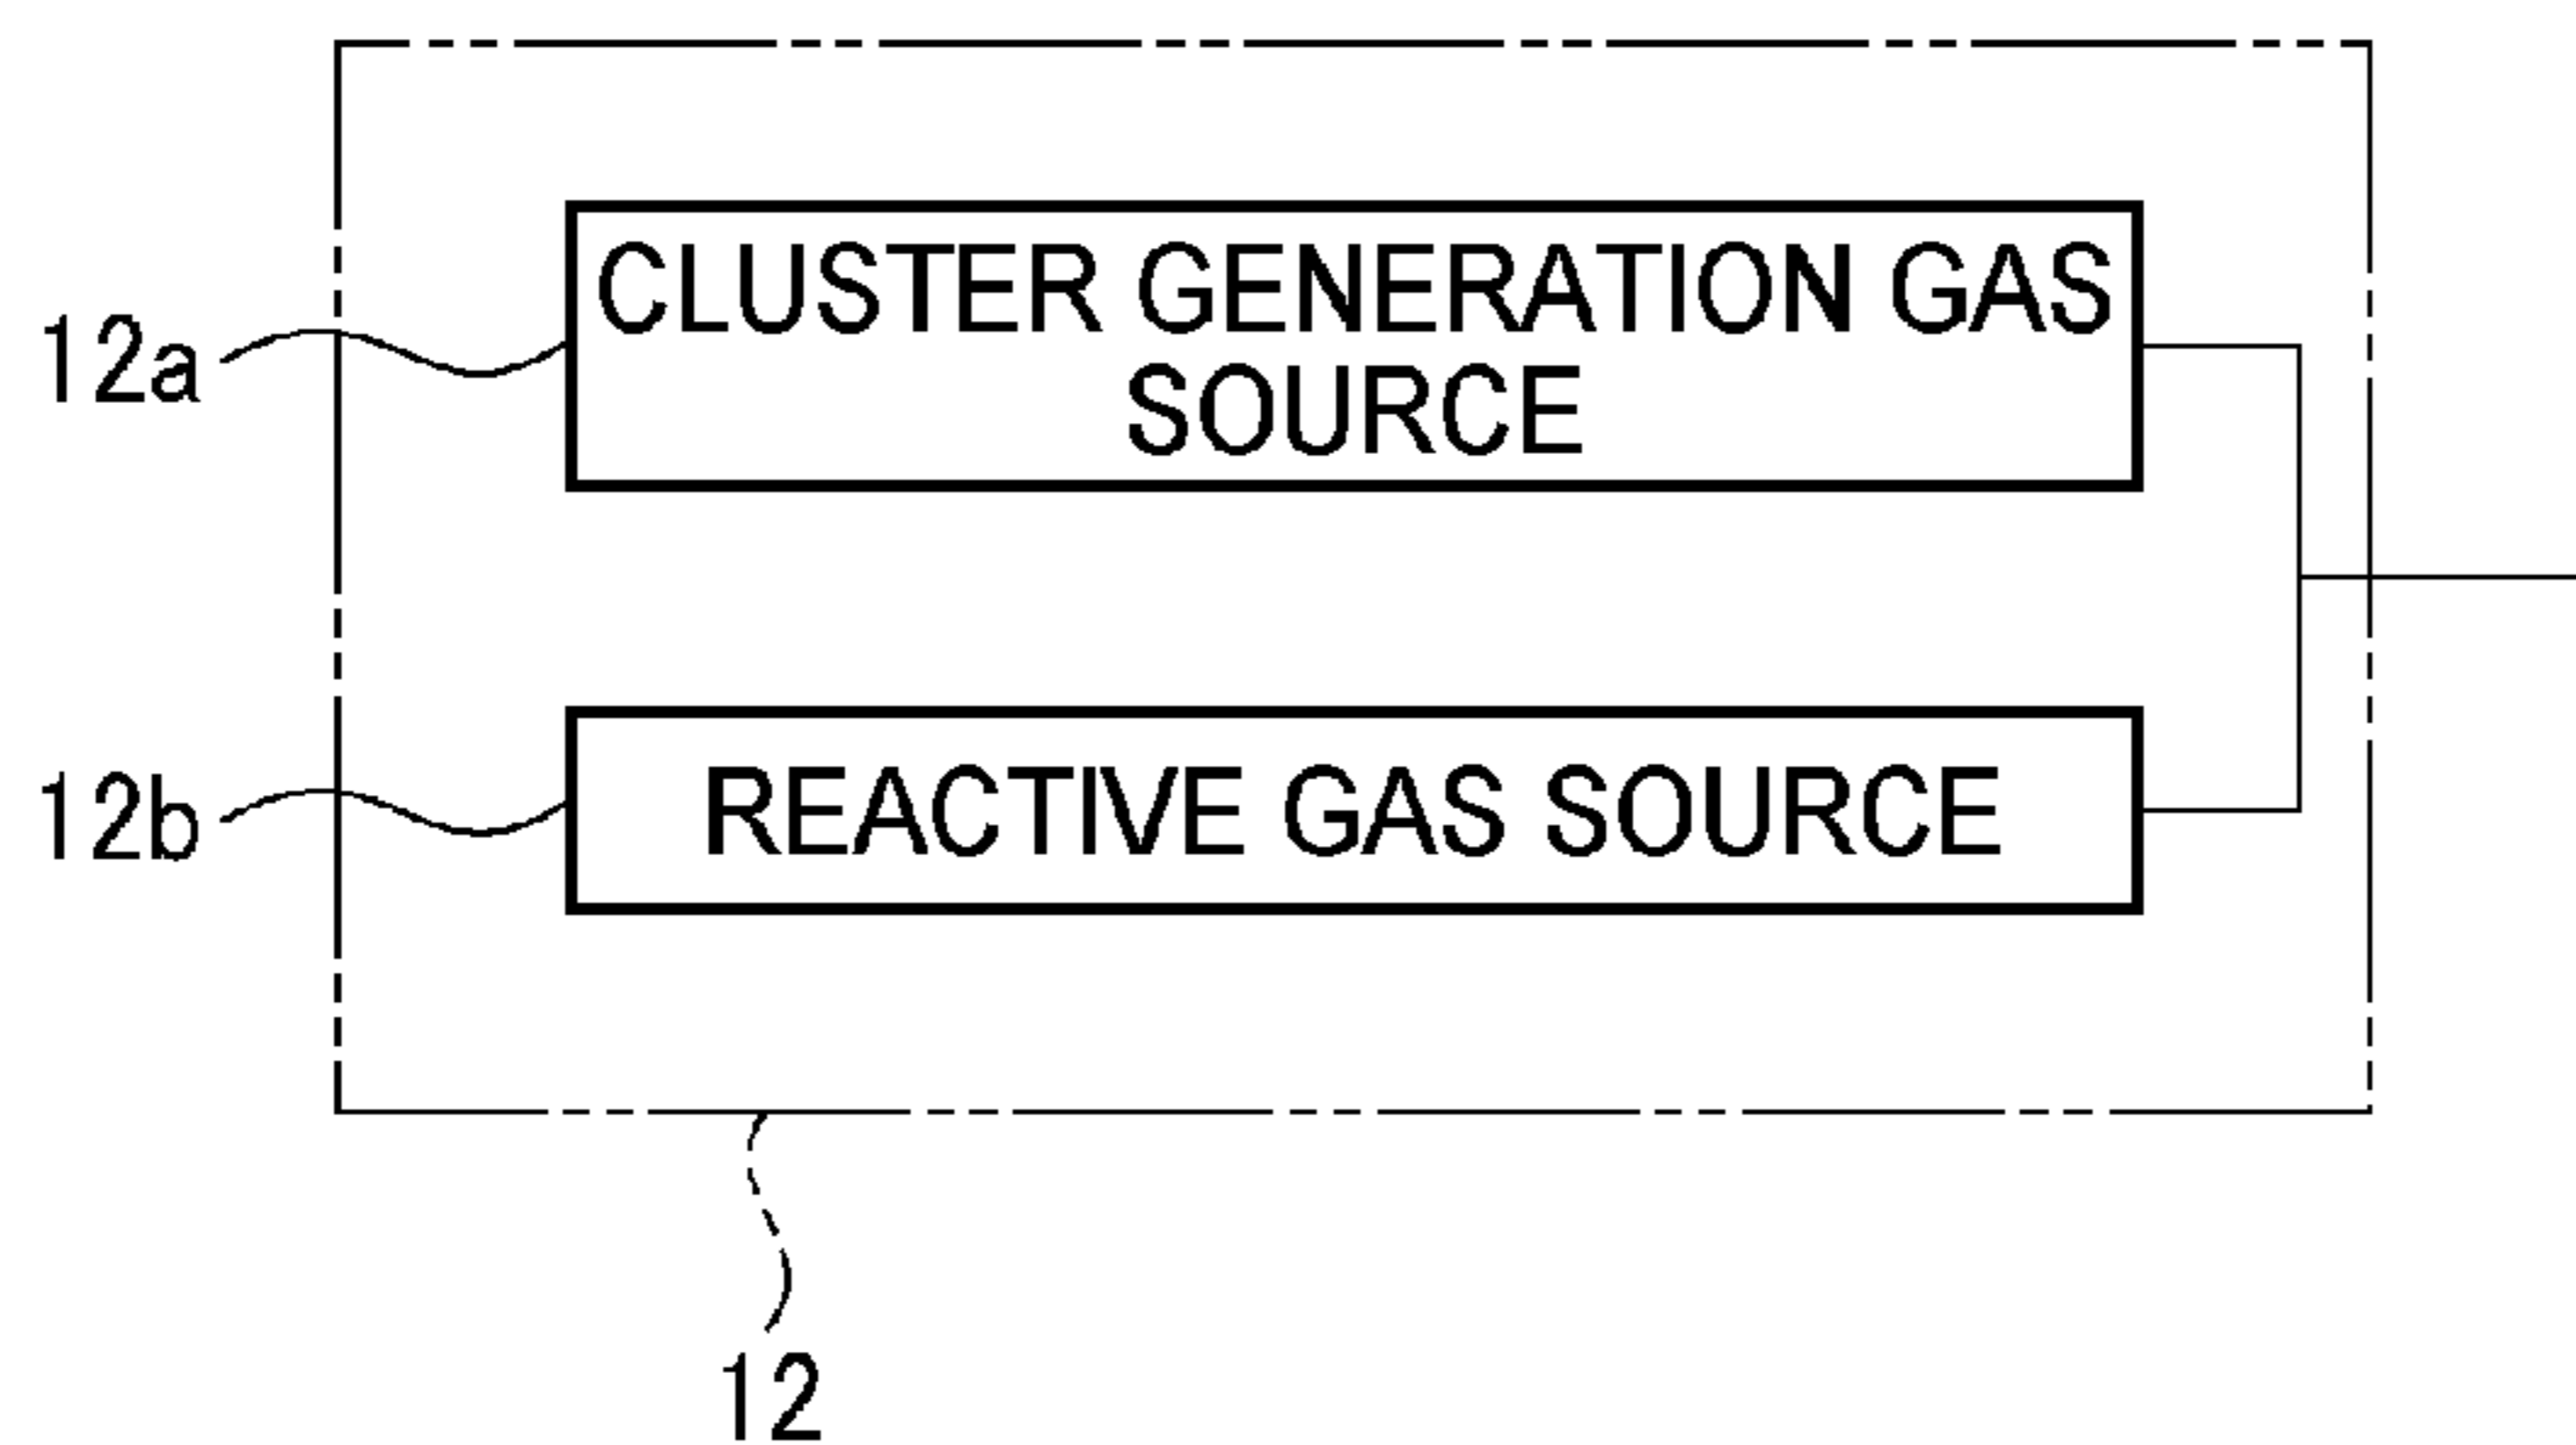 CLUSTER GENERATION GAS
SOURCE
12a
REACTIVE GAS SOURCE
12b
12